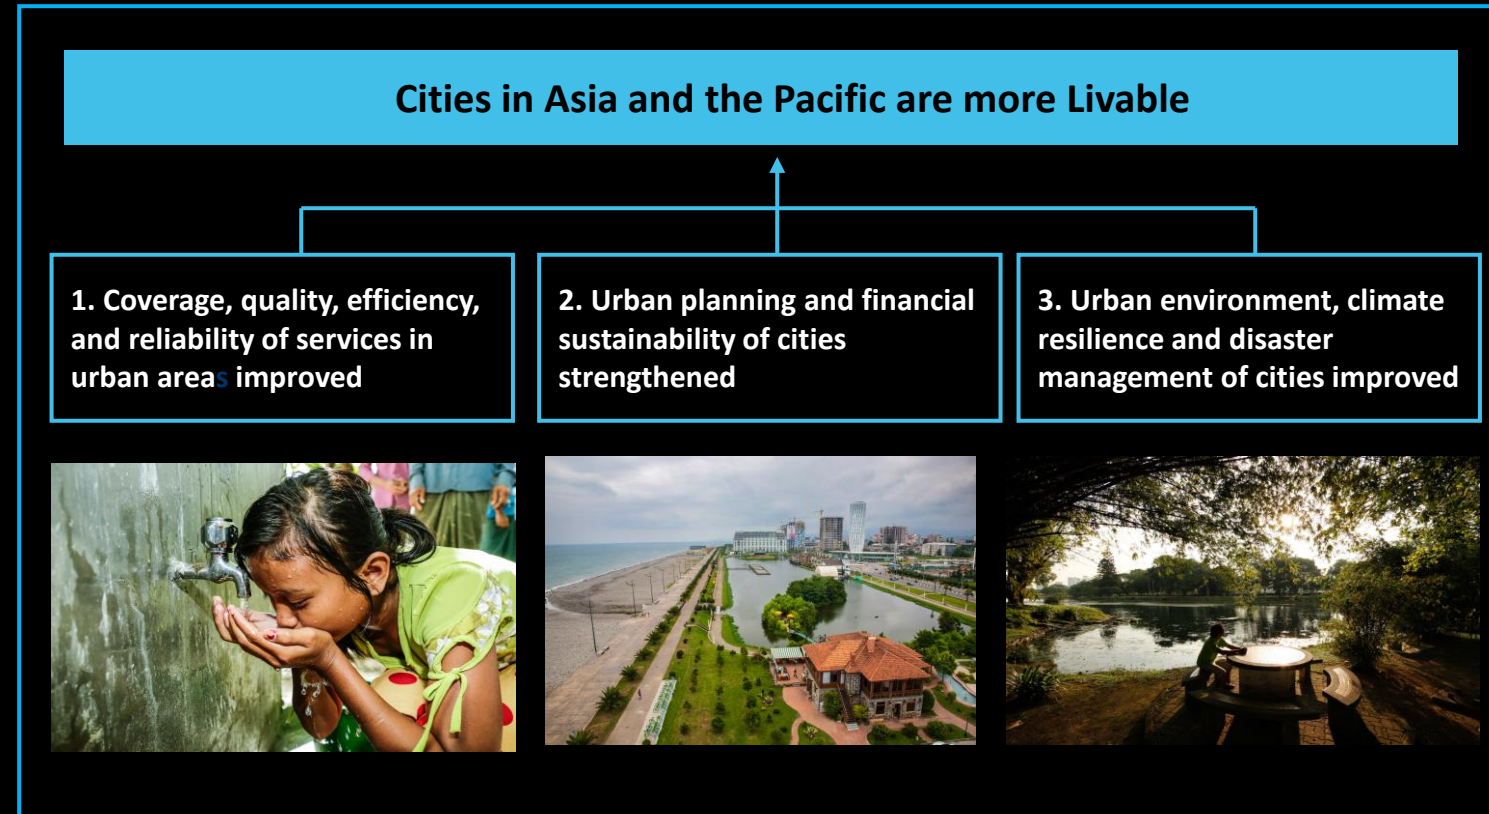 Cities in Asia and the Pacific are more Livable
1. Coverage, quality, efficiency,
and reliability of services in
urban areas improved
2. Urban planning and financial
sustainability of cities
strengthened
3. Urban environment, climate
resilience and disaster
management of cities improved